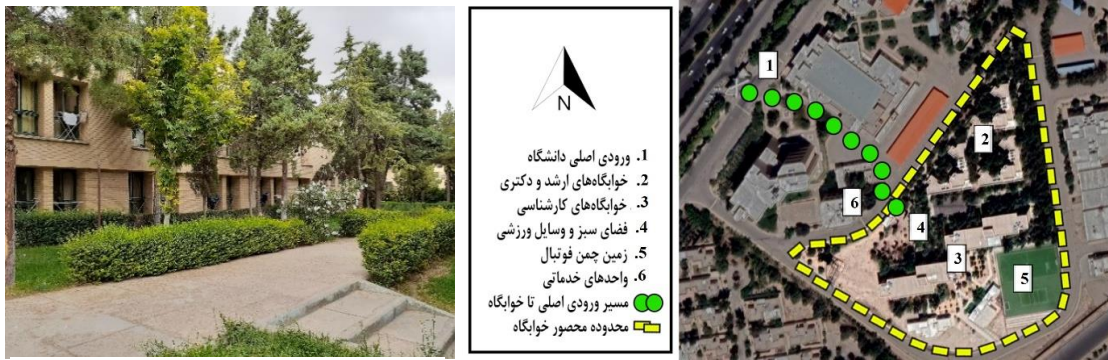 N
1. ورودی اصلی دانشگاه
2. خوابگاه‌های ارشد و دکتری
3. خوابگاه‌های کارشناسی
4. فضای سبز و وسایل ورزشی
5. زمین چمن فوتبال
6. واحدهای خدماتی
مسیر ورودی اصلی تا خوابگاه
محدوده محصور خوابگاه
1
2
6
4
3
5